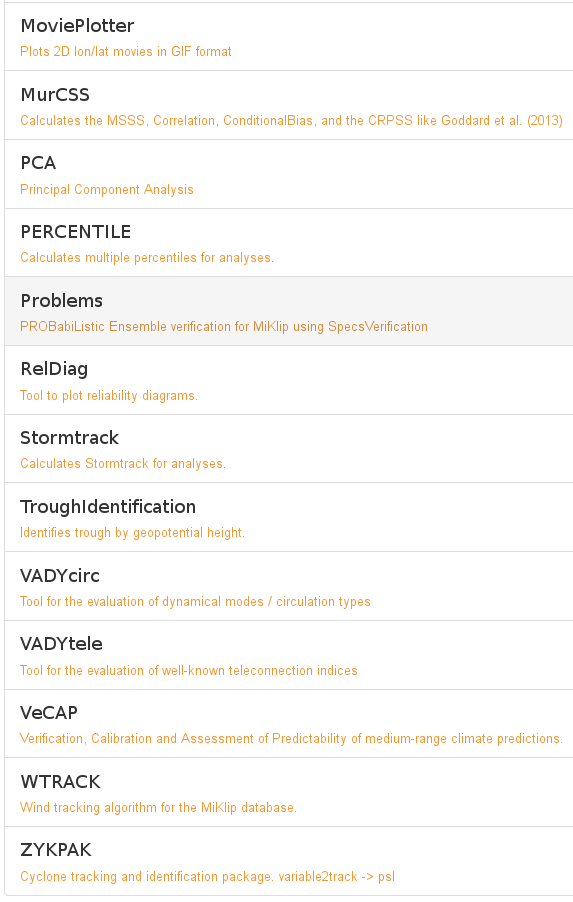 MoviePlotter
Plots 2D lon/lat movies in GIF format
MurCSS
Calculates the MSSS, Correlation, ConditionalBias, and the CRPSS like Goddard et al. (2013)
PCA
Principal Component Analysis
PERCENTILE
Calculates multiple percentiles for analyses.
Problems
PROBabiListic Ensemble verification for MiKlip using SpecsVerification
RelDiag
Tool to plot reliability diagrams.
Stormtrack
Calculates Stormtrack for analyses.
TroughIdentification
Identifies trough by geopotential height.
VADYcirc
Tool for the evaluation of dynamical modes / circulation types
VADYtele
Tool for the evaluation of well-known teleconnection indices
VeCAP
Verification, Calibration and Assessment of Predictability of medium-range climate predictions.
WTRACK
Wind tracking algorithm for the MiKlip database.
ZYKPAK
Cyclone tracking and identification package. variable2track -> psl